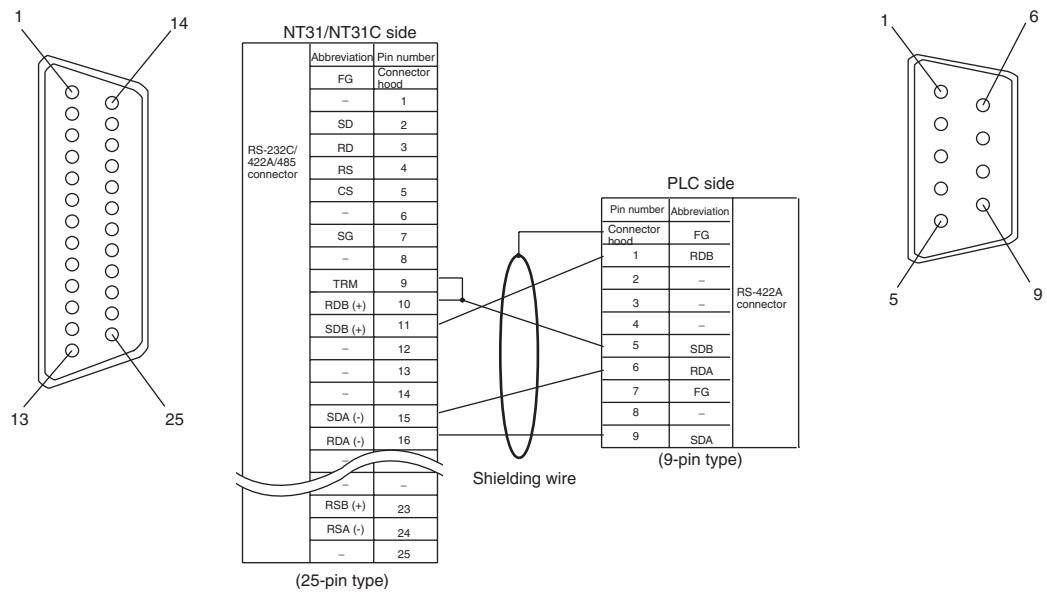 1
14
13
25
NT31/NT31C side
Abbreviation Pin number
FG Connector hood
– 1
SD 2
RD 3
RS 4
CS 5
– 6
SG 7
– 8
TRM 9
RDB (+) 10
SDB (+) 11
– 12
– 13
– 14
SDA (-) 15
RDA (-) 16
–
– –
RSB (+) 23
RSA (-) 24
– 25
RS-232C/
422A/485
connector
(25-pin type)
Shielding wire
PLC side
Pin number Abbreviation
Connector hood FG
1 RDB
2 –
3 –
4 –
5 SDB
6 RDA
7 FG
8 –
9 SDA
RS-422A
connector
(9-pin type)
1
6
5
9